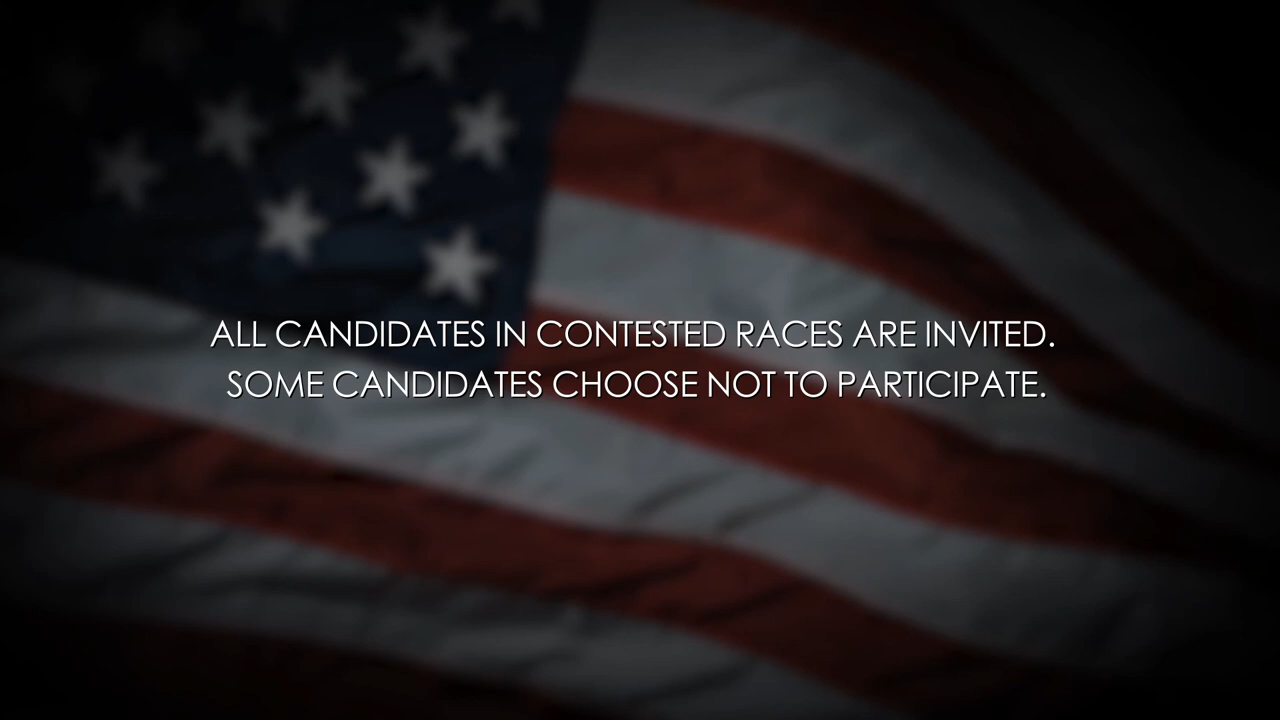 ALL CANDIDATES IN CONTESTED RACES ARE INVITED.
SOME CANDIDATES CHOOSE NOT TO PARTICIPATE.